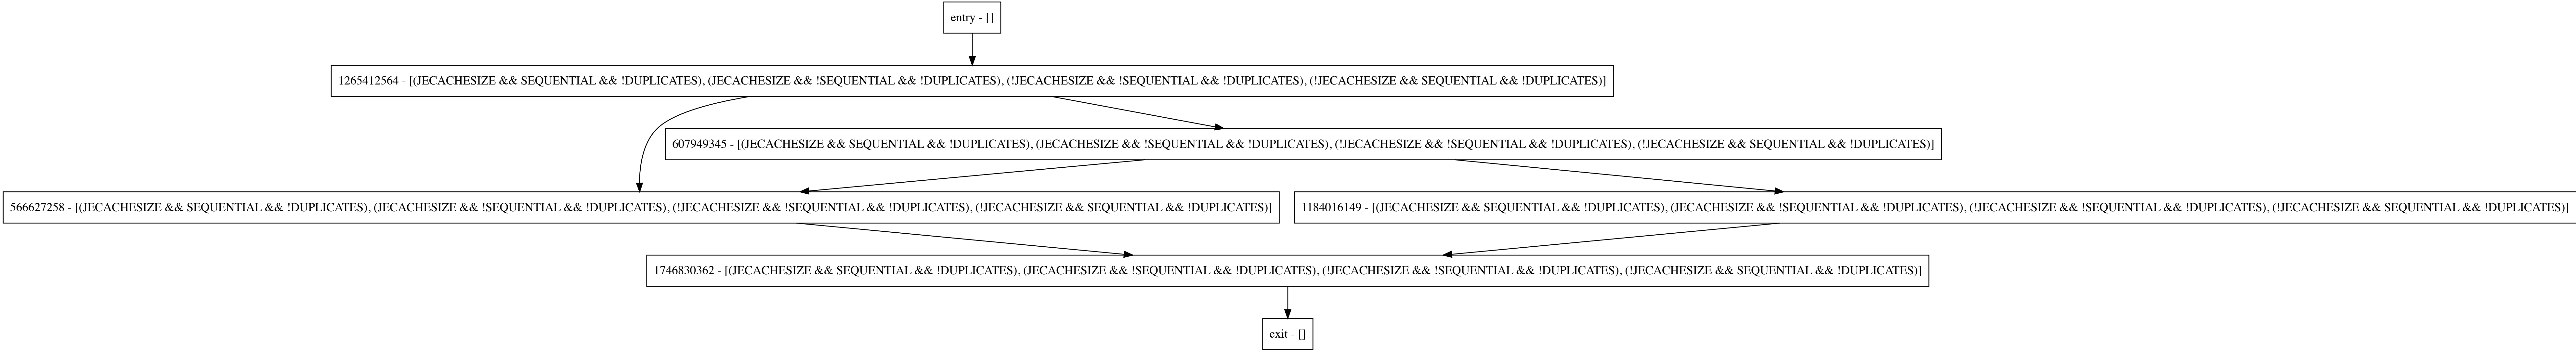 entry - []
1265412564 - [(JECACHESIZE && SEQUENTIAL && !DUPLICATES), (JECACHESIZE && !SEQUENTIAL && !DUPLICATES), (!JECACHESIZE && !SEQUENTIAL && !DUPLICATES), (!JECACHESIZE && SEQUENTIAL && !DUPLICATES)]
607949345 - [(JECACHESIZE && SEQUENTIAL && !DUPLICATES), (JECACHESIZE && !SEQUENTIAL && !DUPLICATES), (!JECACHESIZE && !SEQUENTIAL && !DUPLICATES), (!JECACHESIZE && SEQUENTIAL && !DUPLICATES)]
566627258 - [(JECACHESIZE && SEQUENTIAL && !DUPLICATES), (JECACHESIZE && !SEQUENTIAL && !DUPLICATES), (!JECACHESIZE && !SEQUENTIAL && !DUPLICATES), (!JECACHESIZE && SEQUENTIAL && !DUPLICATES)]
1184016149 - [(JECACHESIZE && SEQUENTIAL && !DUPLICATES), (JECACHESIZE && !SEQUENTIAL && !DUPLICATES), (!JECACHESIZE && !SEQUENTIAL && !DUPLICATES), (!JECACHESIZE && SEQUENTIAL && !DUPLICATES)]
1746830362 - [(JECACHESIZE && SEQUENTIAL && !DUPLICATES), (JECACHESIZE && !SEQUENTIAL && !DUPLICATES), (!JECACHESIZE && !SEQUENTIAL && !DUPLICATES), (!JECACHESIZE && SEQUENTIAL && !DUPLICATES)]
exit - []